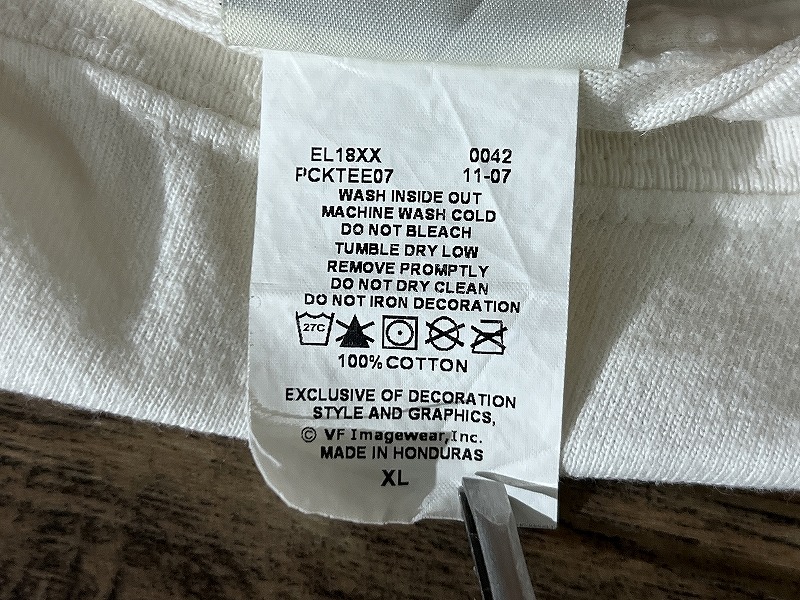 EL18XX 0042
PCKTEE07 11-07
WASH INSIDE OUT
MACHINE WASH COLD
DO NOT BLEACH
TUMBLE DRY LOW
REMOVE PROMPTLY
DO NOT DRY CLEAN
DO NOT IRON DECORATION
27C
100% COTTON
EXCLUSIVE OF DECORATION
STYLE AND GRAPHICS,
© VF Imagewear,Inc.
MADE IN HONDURAS
XL